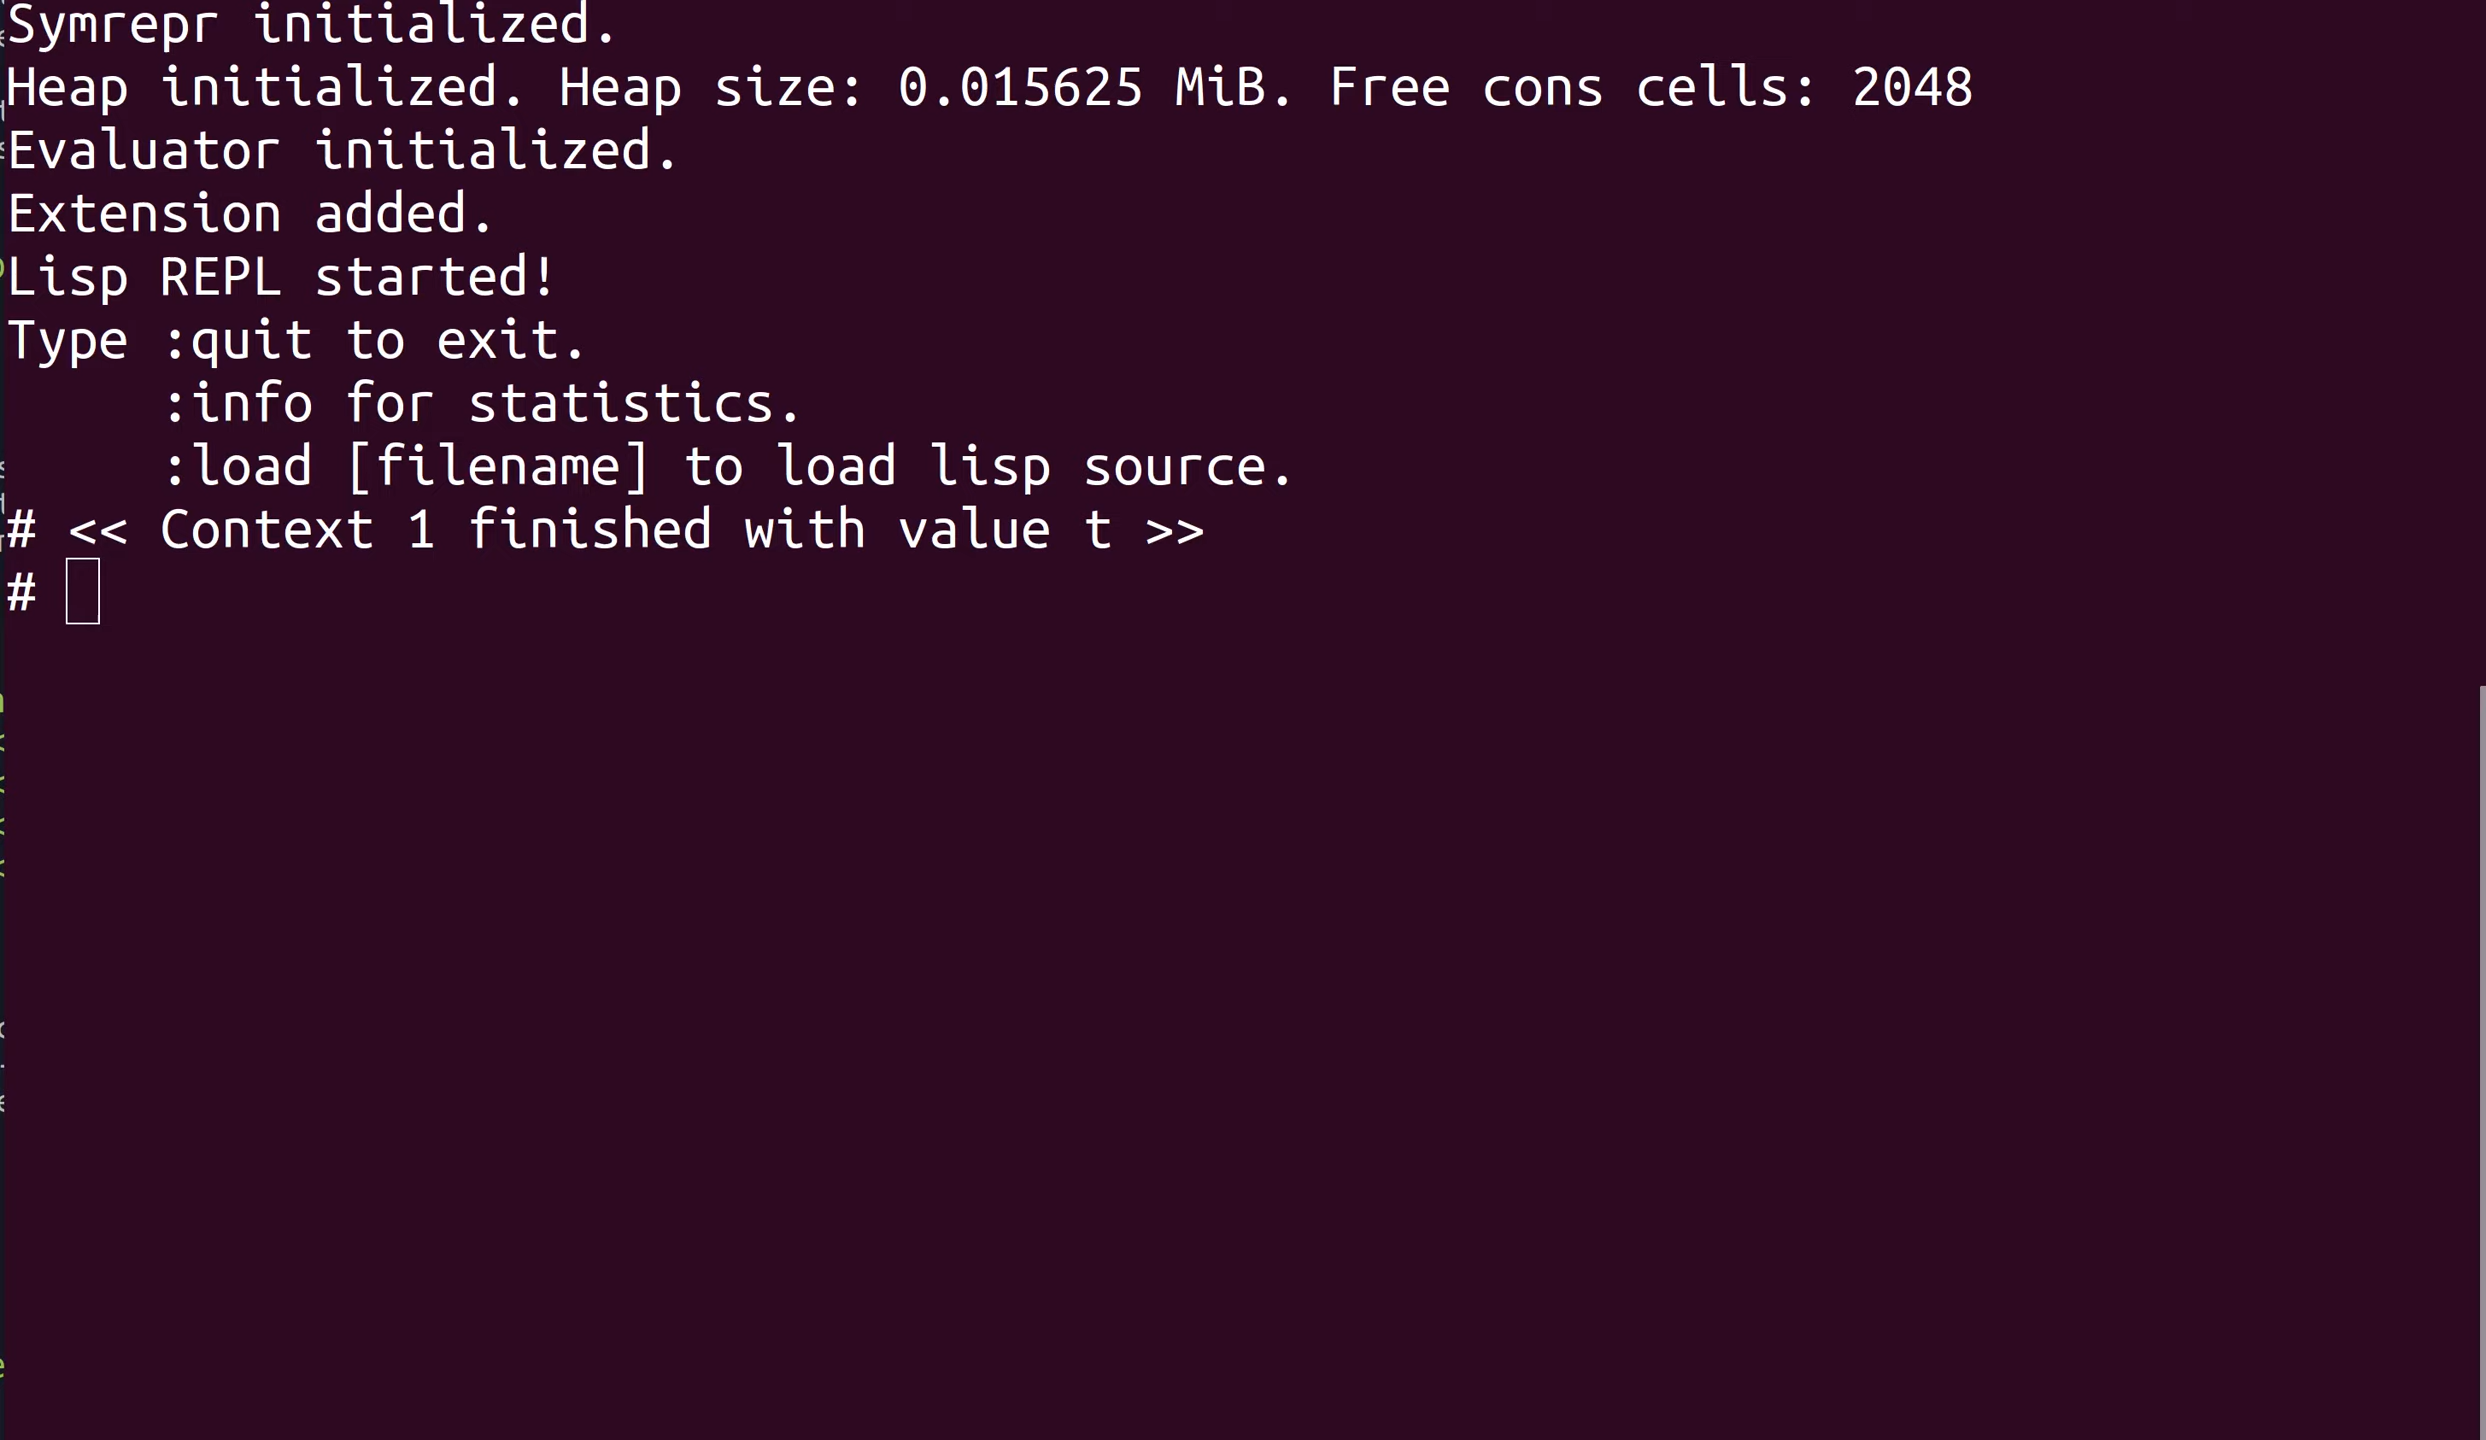 Symrepr initialized.
Heap initialized. Heap size: 0.015625 MiB. Free cons cells: 2048
Evaluator initialized.
Extension added.
Lisp REPL started!
Type :quit to exit.
     :info for statistics.
     :load [filename] to load lisp source.
# << Context 1 finished with value t >>
#